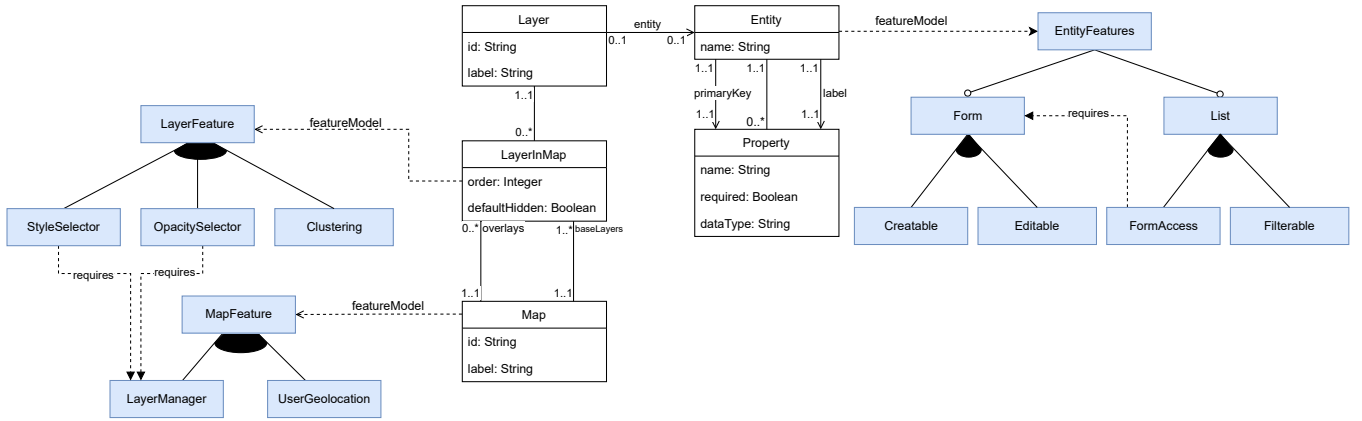 Layer
id: String
label: String
entity
0..1
0..1
Entity
name: String
featureModel
EntityFeatures
1..1
1..1
1..1
primaryKey
label
1..1
0..*
1..1
Property
name: String
required: Boolean
dataType: String
Form
requires
List
Creatable
Editable
FormAccess
Filterable
1..1
0..*
LayerFeature
featureModel
LayerInMap
order: Integer
defaultHidden: Boolean
StyleSelector
OpacitySelector
Clustering
0..*
overlays
1..*
baseLayers
requires
requires
1..1
1..1
MapFeature
featureModel
Map
id: String
label: String
LayerManager
UserGeolocation